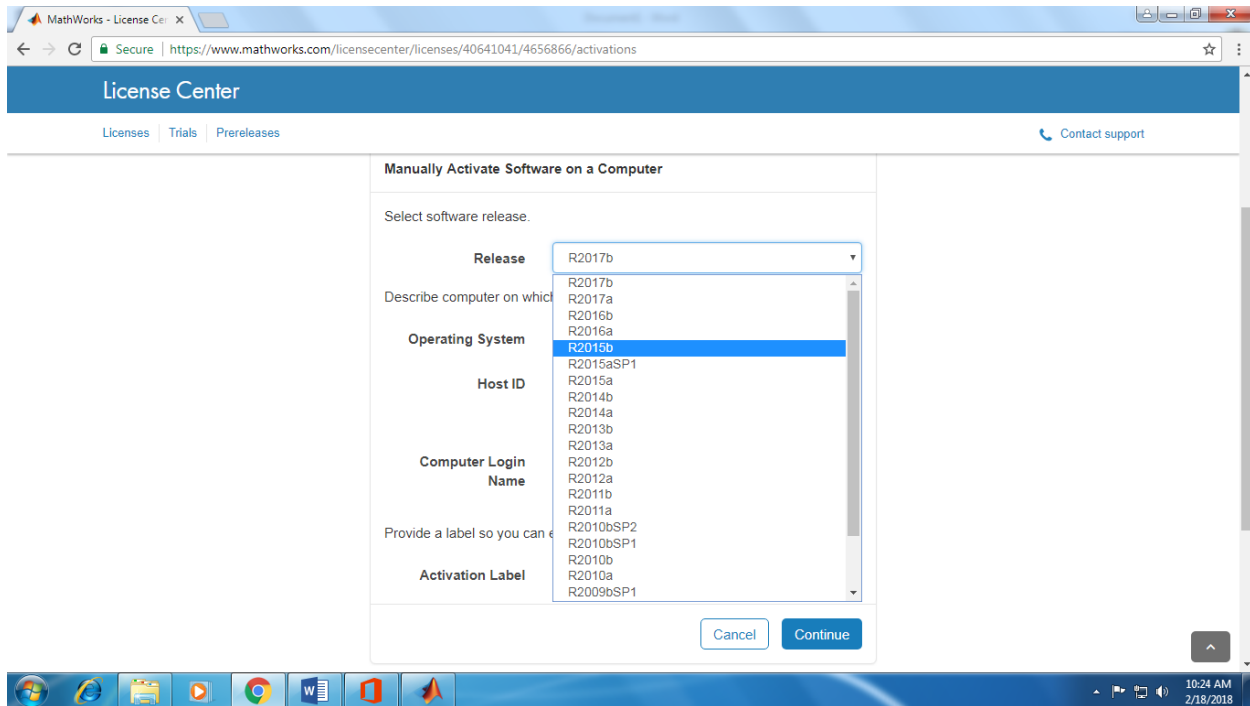 MathWorks - License Cer
Secure | https://www.mathworks.com/licensecenter/licenses/40641041/4656866/activations
License Center
Licenses Trials Prereleases Contact support
Manually Activate Software on a Computer
Select software release.
Release R2017b
R2017b
Describe computer on which
R2017a
R2016b
R2016a
Operating System
R2015b
R2015aSP1
Host ID
R2015a
R2014b
R2014a
R2013b
R2013a
Computer Login Name
R2012b
R2012a
R2011b
R2011a
Provide a label so you can e
R2010bSP2
R2010bSP1
R2010b
Activation Label
R2010a
R2009bSP1
Cancel Continue
10:24 AM
2/18/2018